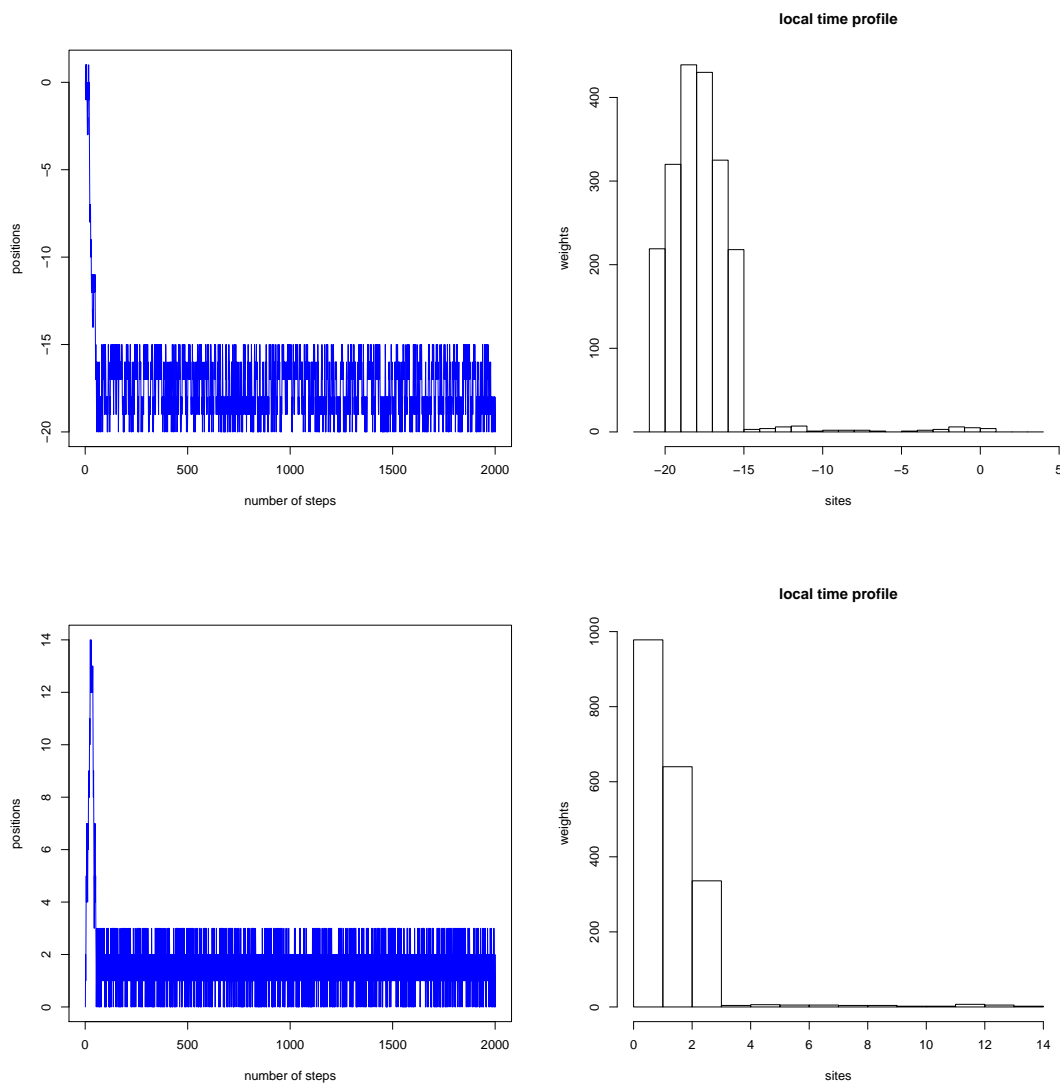 local time profile
0
−5
−10
−15
−20
positions
0 500 1000 1500 2000
number of steps
400
300
200
100
0
weights
−20 −15 −10 −5 0 5
sites
local time profile
14
12
10
8
6
4
2
0
positions
0 500 1000 1500 2000
number of steps
1000
800
600
400
200
0
weights
0 2 4 6 8 10 12 14
sites